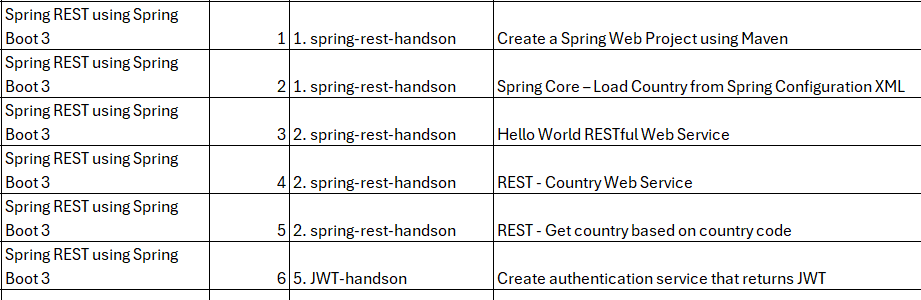 Spring REST using Spring
Boot 3 1 1. spring-rest-handson Create a Spring Web Project using Maven
Spring REST using Spring
Boot 3 2 1. spring-rest-handson Spring Core – Load Country from Spring Configuration XML
Spring REST using Spring
Boot 3 3 2. spring-rest-handson Hello World RESTful Web Service
Spring REST using Spring
Boot 3 4 2. spring-rest-handson REST - Country Web Service
Spring REST using Spring
Boot 3 5 2. spring-rest-handson REST - Get country based on country code
Spring REST using Spring
Boot 3 6 5. JWT-handson Create authentication service that returns JWT